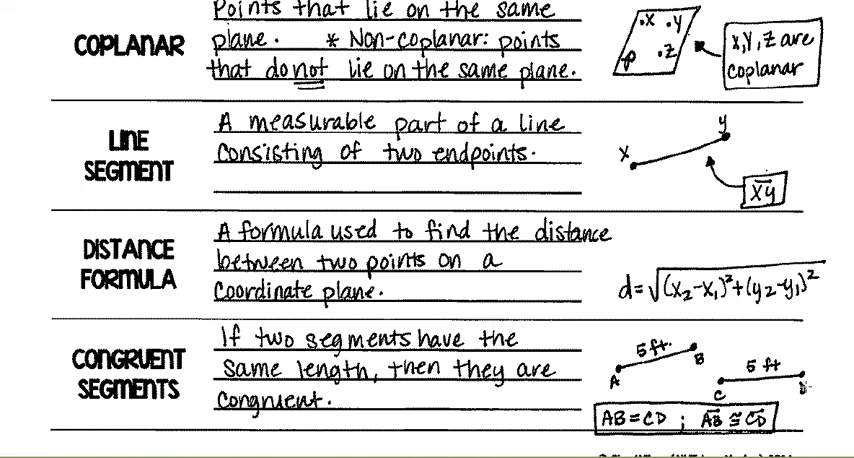 Points that lie on the same
COPLANAR plane. * Non-coplanar: points
that do not lie on the same plane.
.X .Y
.Z
P
X,Y,Z are
coplanar
LINE
SEGMENT
A measurable part of a line
consisting of two endpoints.
X
y
XY
DISTANCE
FORMULA
A formula used to find the distance
between two points on a
coordinate plane.
d=√(x₂-x₁)²+(y₂-y₁)²
CONGRUENT
SEGMENTS
If two segments have the
same length, then they are
congruent.
5 ft.
A B
5 ft
C D
AB=CD ; AB ≅ CD